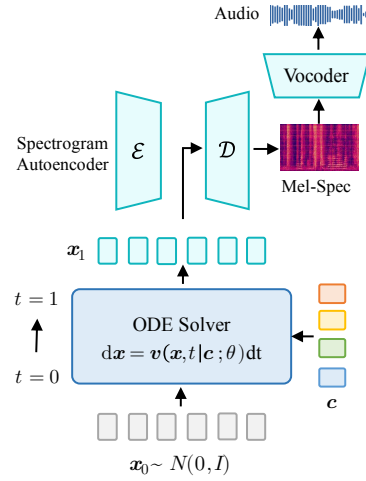 Audio
Vocoder
Spectrogram
Autoencoder
ℰ
𝒟
Mel-Spec
𝒙₁
t = 1
ODE Solver
d𝒙 = 𝒗(𝒙,t|𝒄;θ)dt
t = 0
𝒄
𝒙₀~ N(0,I)